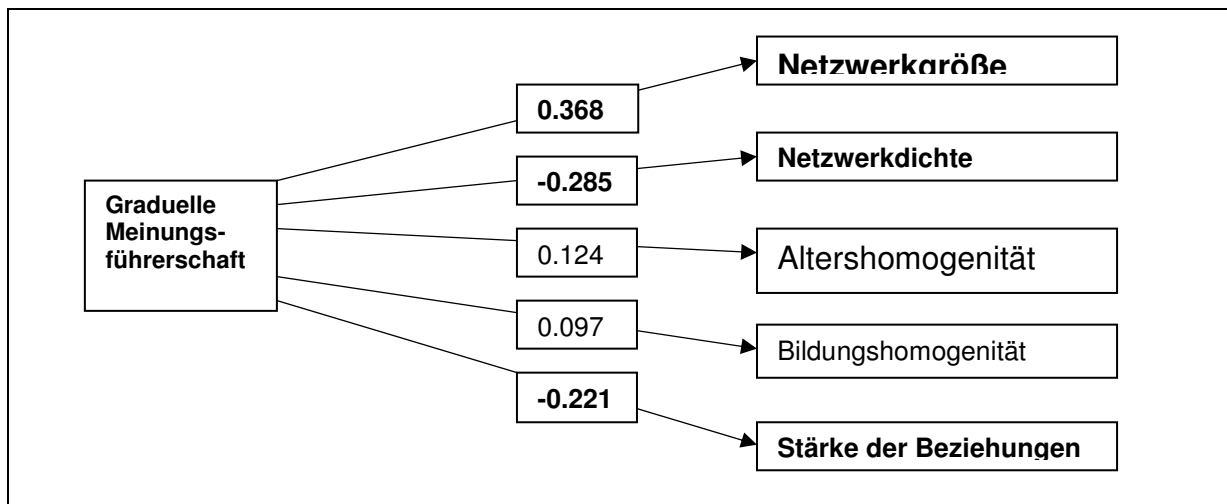 Netzwerkgröße
0.368
Netzwerkdichte
-0.285
Graduelle
Meinungs-
führerschaft
Altershomogenität
0.124
0.097
Bildungshomogenität
-0.221
Stärke der Beziehungen